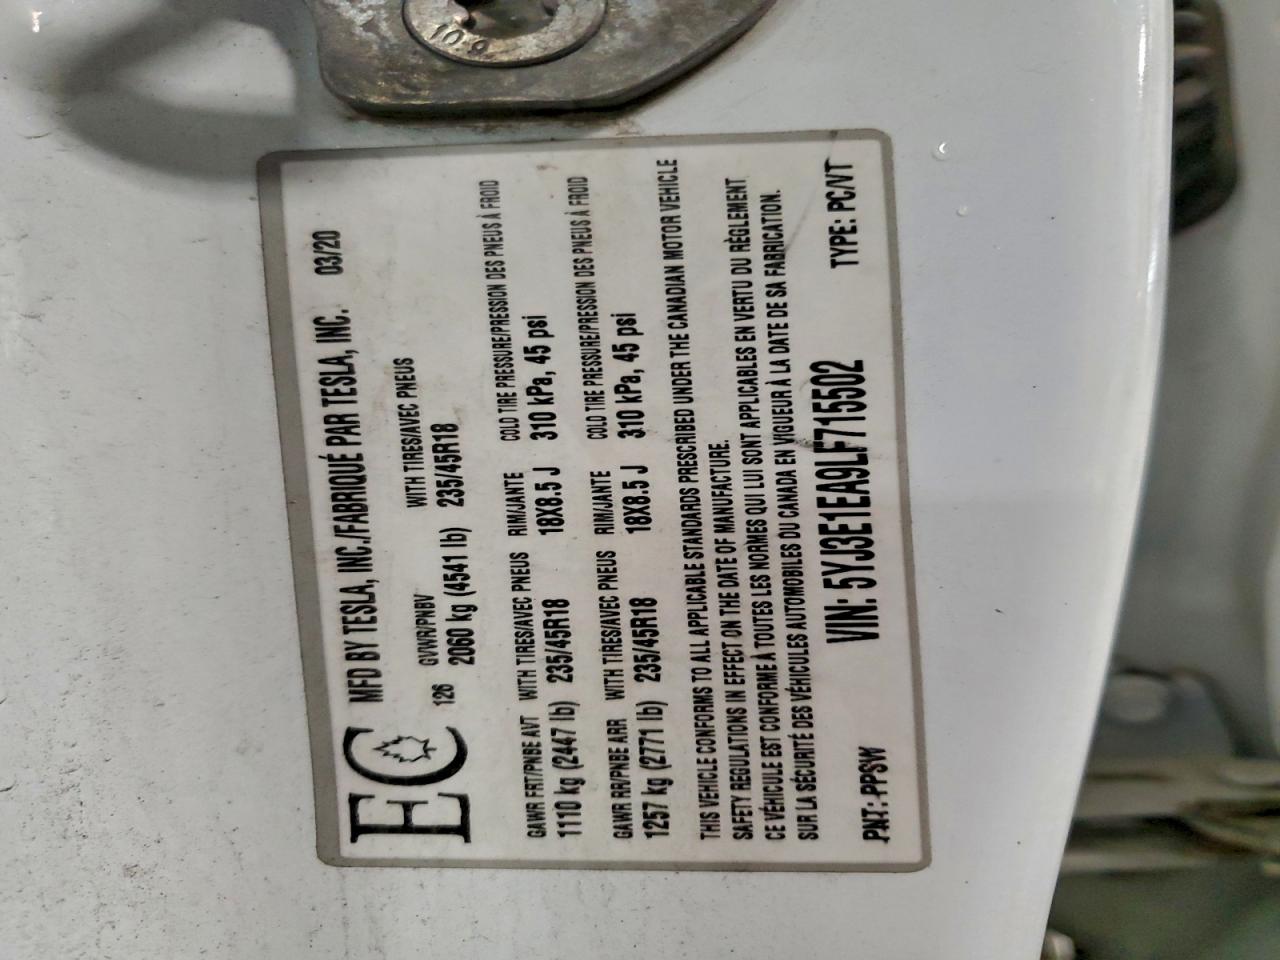 10.9
MFD BY TESLA, INC./FABRIQUÉ PAR TESLA, INC. 03/20
EC
126 GVWR/PNBV WITH TIRES/AVEC PNEUS
2060 kg (4541 lb) 235/45R18
GAWR FRT/PNBE AVT WITH TIRES/AVEC PNEUS RIM/JANTE COLD TIRE PRESSURE/PRESSION DES PNEUS À FROID
1110 kg (2447 lb) 235/45R18 18X8.5 J 310 kPa, 45 psi
GAWR RR/PNBE ARR WITH TIRES/AVEC PNEUS RIM/JANTE COLD TIRE PRESSURE/PRESSION DES PNEUS À FROID
1257 kg (2771 lb) 235/45R18 18X8.5 J 310 kPa, 45 psi
THIS VEHICLE CONFORMS TO ALL APPLICABLE STANDARDS PRESCRIBED UNDER THE CANADIAN MOTOR VEHICLE
SAFETY REGULATIONS IN EFFECT ON THE DATE OF MANUFACTURE.
CE VÉHICULE EST CONFORME À TOUTES LES NORMES QUI LUI SONT APPLICABLES EN VERTU DU RÈGLEMENT
SUR LA SÉCURITÉ DES VÉHICULES AUTOMOBILES DU CANADA EN VIGUEUR À LA DATE DE SA FABRICATION.
PNT: PPSW VIN: 5YJ3E1EA9LF715502 TYPE: PC/VT